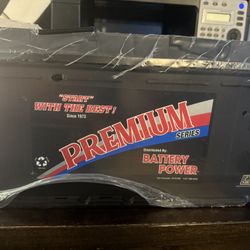 "START"
WITH THE BEST!
Since 1973
PREMIUM
SERIES
Distributed By
BATTERY
POWER